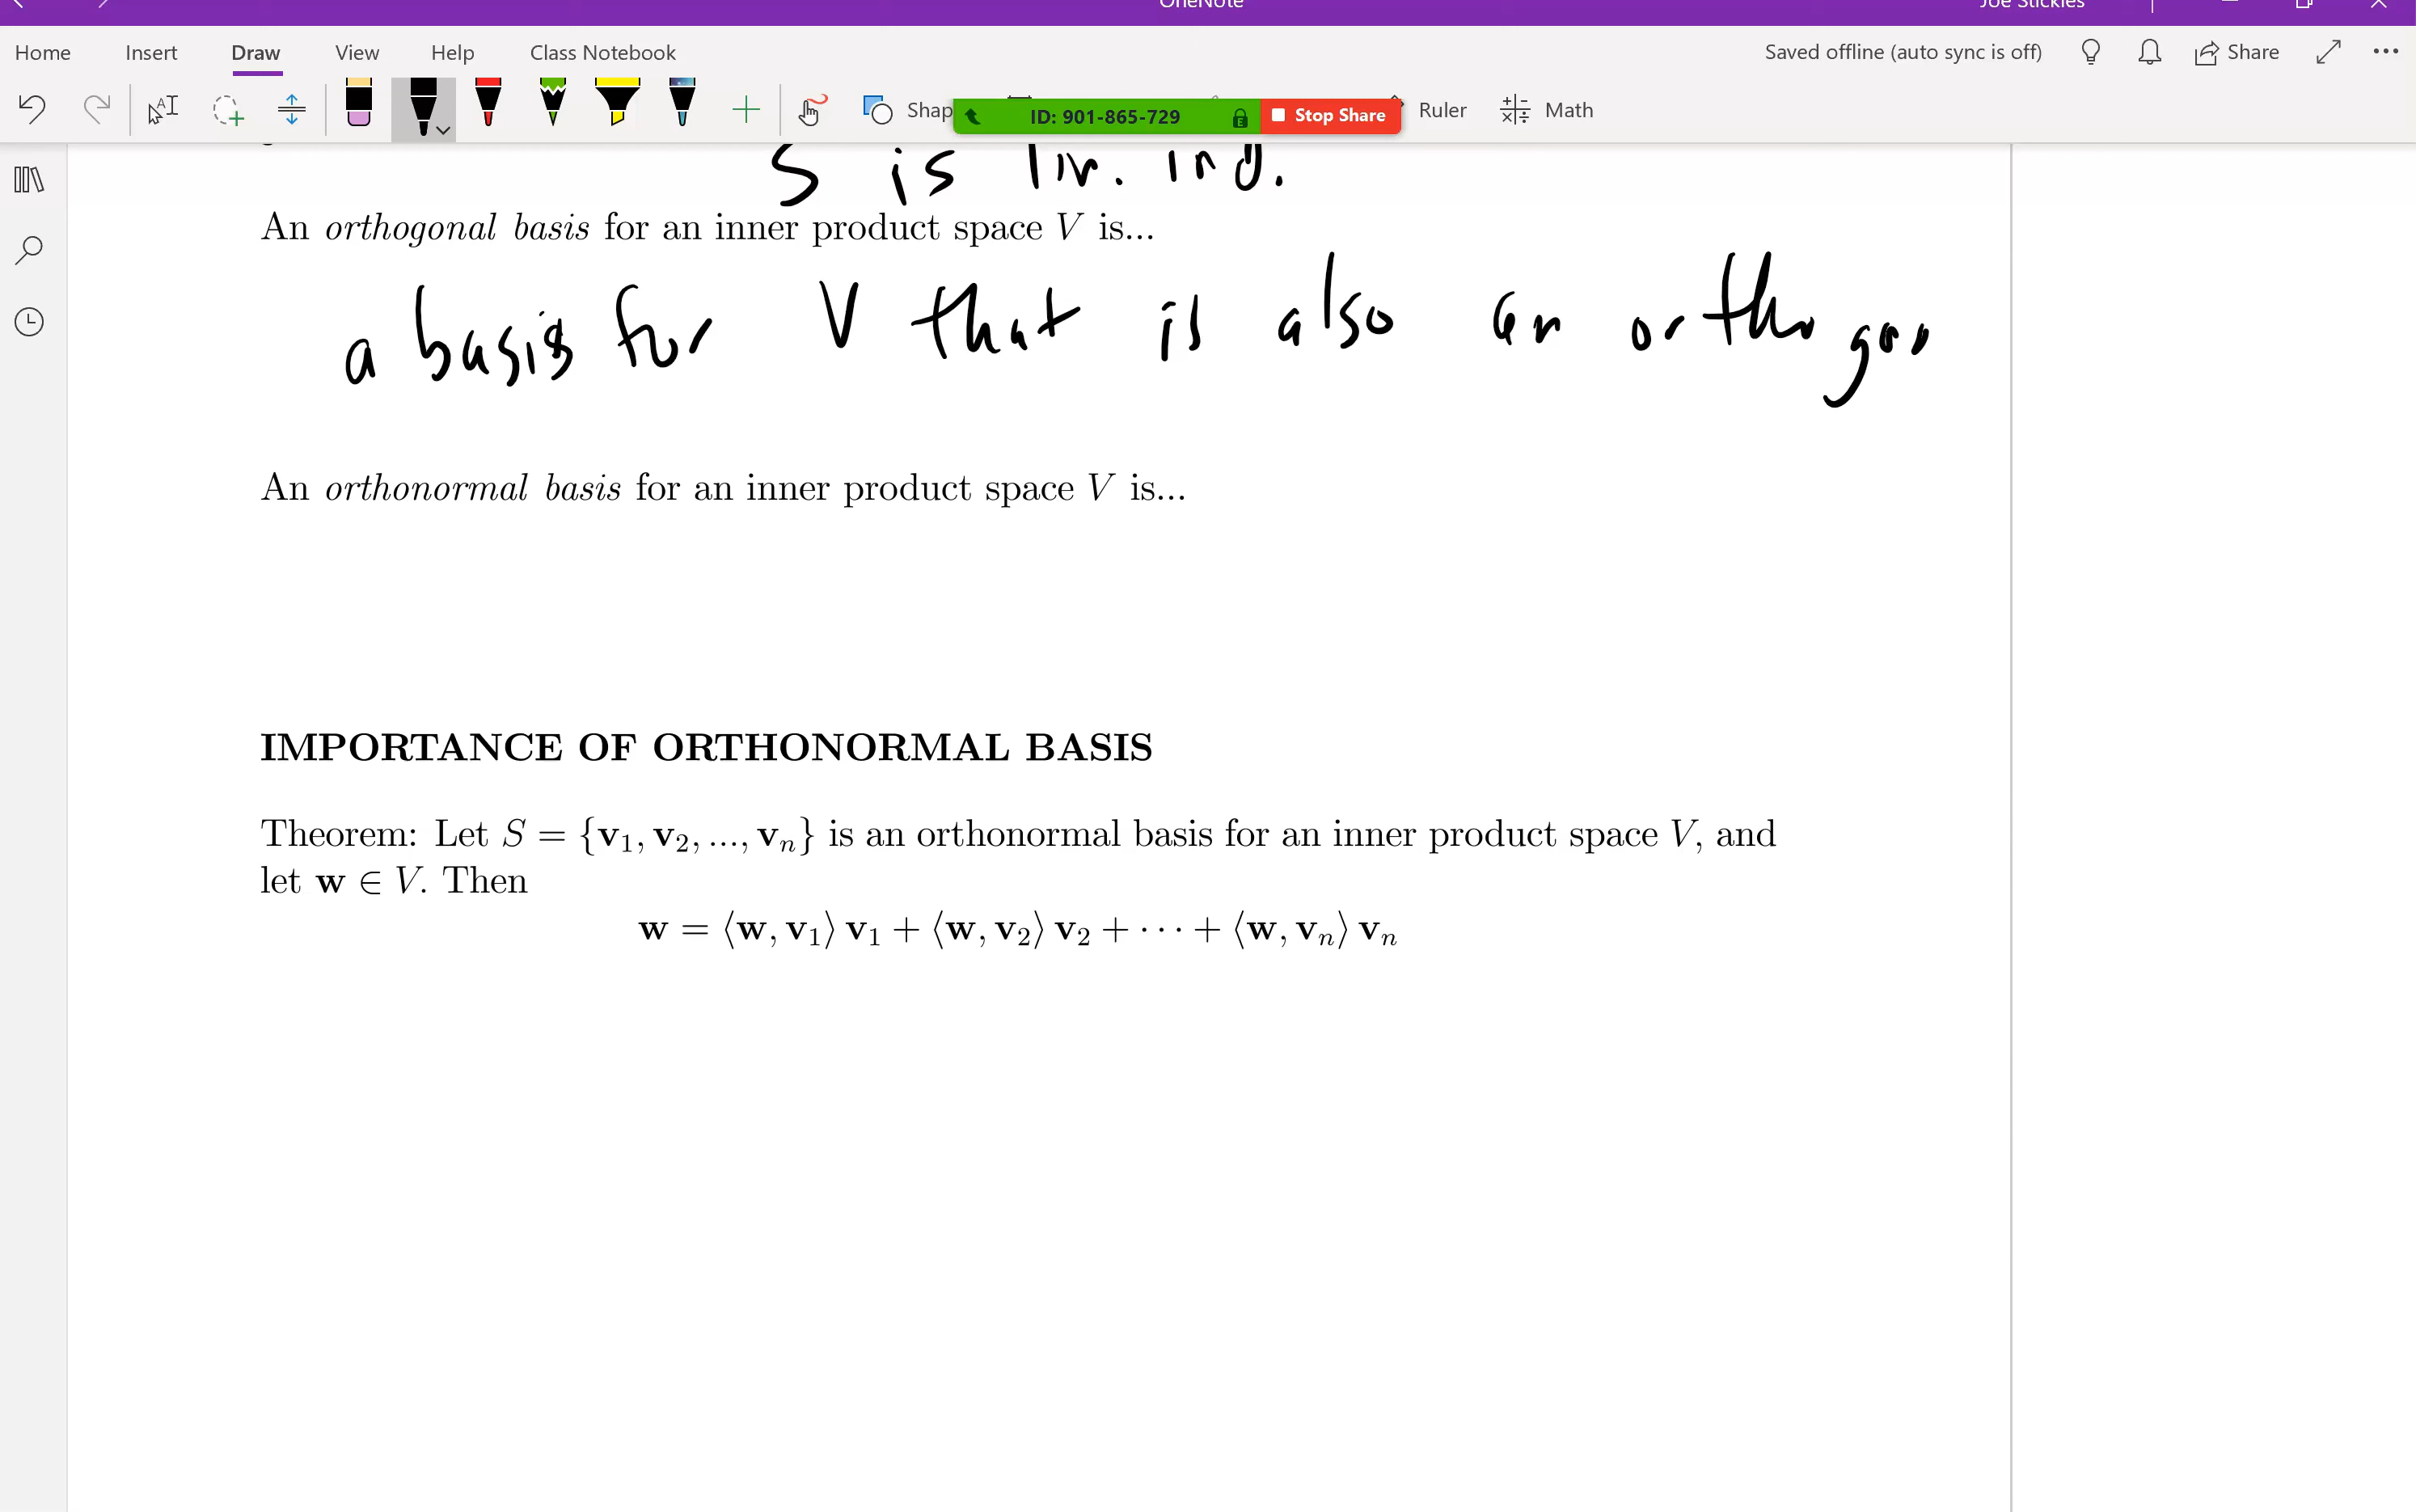 OneNote
Joe Stickles
Home Insert Draw View Help Class Notebook
Saved offline (auto sync is off) Share
Shap
ID: 901-865-729 Stop Share
Ruler Math
S is lin. ind.
An orthogonal basis for an inner product space V is...
a basis for V that is also an orthogon
An orthonormal basis for an inner product space V is...
IMPORTANCE OF ORTHONORMAL BASIS
Theorem: Let S = {v₁, v₂, ..., vₙ} is an orthonormal basis for an inner product space V, and
let w ∈ V. Then
w = ⟨w, v₁⟩ v₁ + ⟨w, v₂⟩ v₂ + ··· + ⟨w, vₙ⟩ vₙ